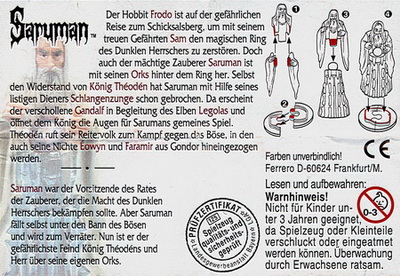 Saruman™
Der Hobbit Frodo ist auf der gefährlichen
Reise zum Schicksalsberg, um mit seinem
treuen Gefährten Sam den magischen Ring
des Dunklen Herrschers zu zerstören. Doch
auch der mächtige Zauberer Saruman ist
mit seinen Orks hinter dem Ring her. Selbst
den Widerstand von König Théodén hat Saruman mit Hilfe seines
listigen Dieners Schlangenzunge schon gebrochen. Da erscheint
der verschollene Gandalf in Begleitung des Elben Legolas und
öffnet dem König die Augen für Sarumans gemeines Spiel.
Théodén ruft sein Reitervolk zum Kampf gegen das Böse, in den
auch seine Nichte Éowyn und Faramir aus Gondor hineingezogen
werden.
Saruman war der Vorsitzende des Rates
der Zauberer, der die Macht des Dunklen
Herrschers bekämpfen sollte. Aber Saruman
fällt selbst unter den Bann des Bösen
und wird zum Verräter. Nun ist er der
gefährlichste Feind König Théodéns und
Herr über seine eigenen Orks.
PRÜFZERTIFIKAT
Spielzeug
qualitäts- und
sicherheits-
geprüft
Landesgewerbeanstalt Bayern
1
2
3
4
Farben unverbindlich!
Ferrero D-60624 Frankfurt/M.
CE
Lesen und aufbewahren:
Warnhinweis!
Nicht für Kinder un-
ter 3 Jahren geeignet,
da Spielzeug oder Kleinteile
verschluckt oder eingeatmet
werden können. Überwachung
durch Erwachsene ratsam.
0-3